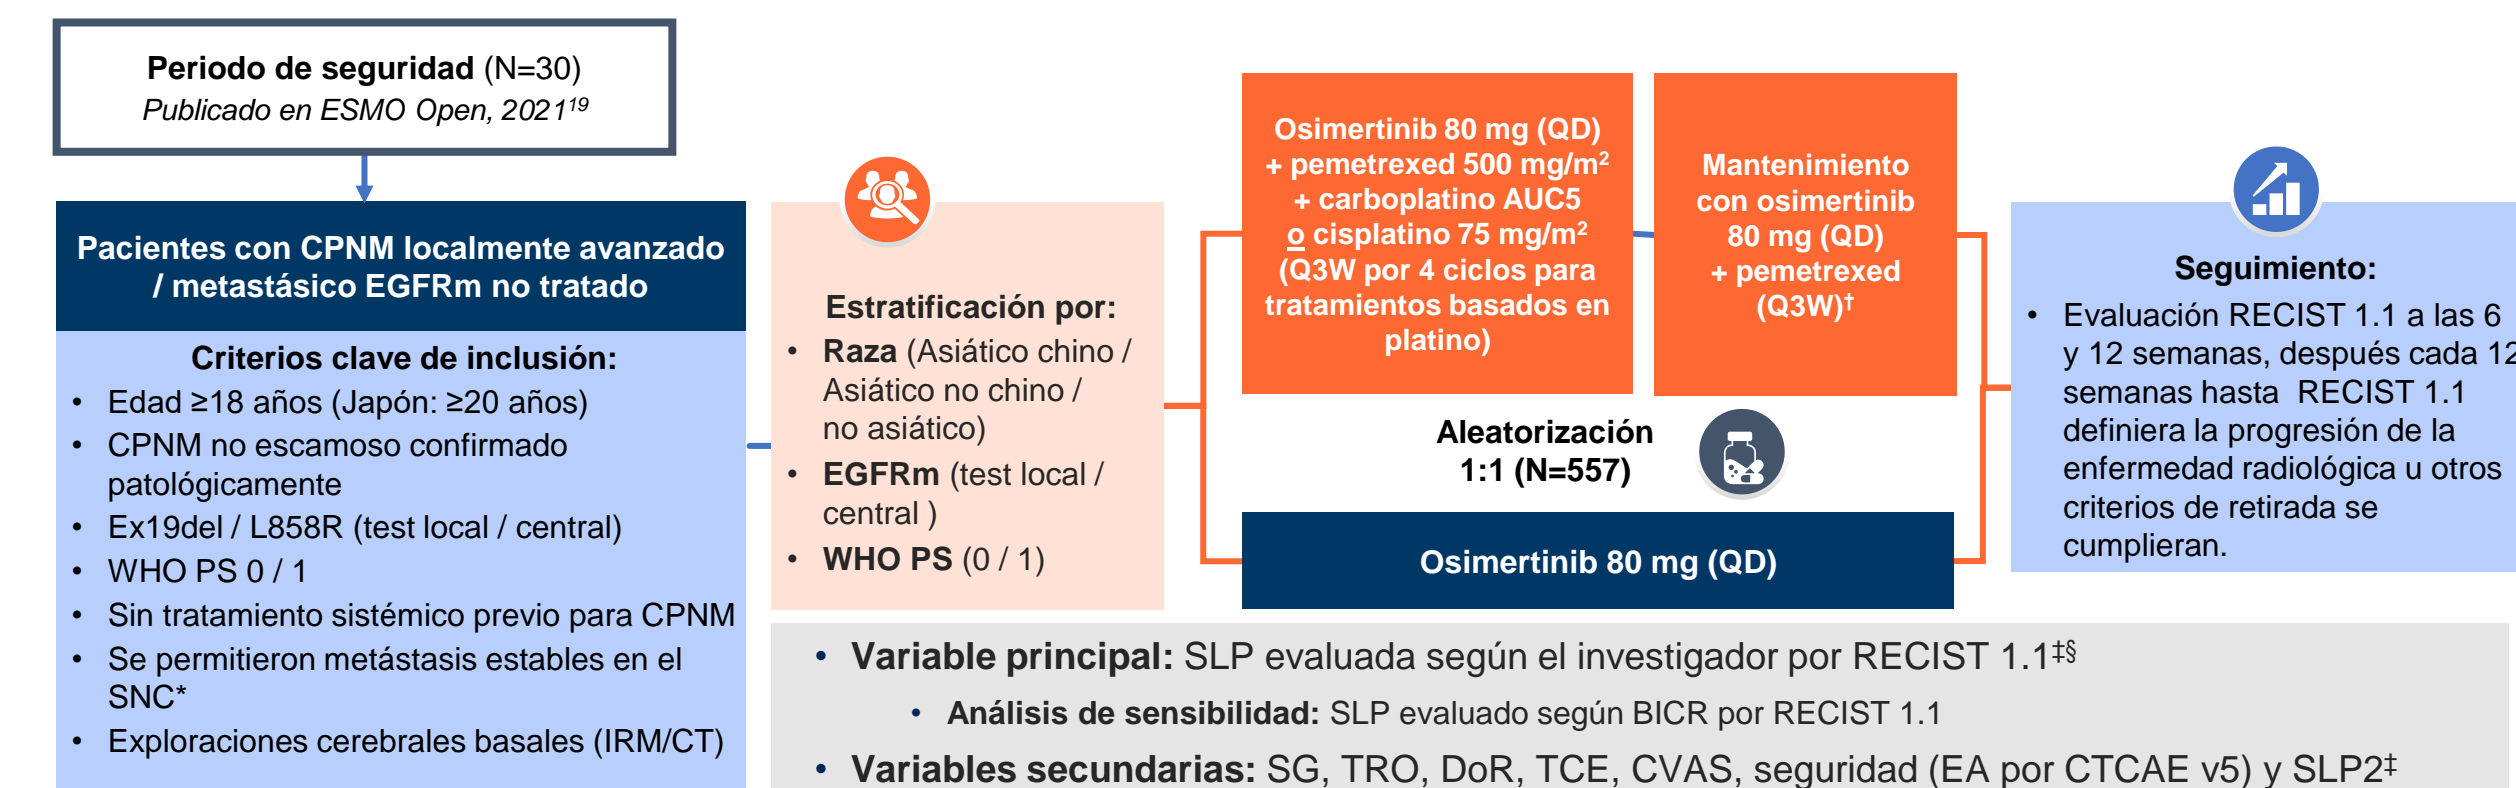 Periodo de seguridad (N=30)
Publicado en ESMO Open, 2021¹⁹
Pacientes con CPNM localmente avanzado
/ metastásico EGFRm no tratado
Criterios clave de inclusión:
• Edad ≥18 años (Japón: ≥20 años)
• CPNM no escamoso confirmado
patológicamente
• Ex19del / L858R (test local / central)
• WHO PS 0 / 1
• Sin tratamiento sistémico previo para CPNM
• Se permitieron metástasis estables en el
SNC*
• Exploraciones cerebrales basales (IRM/CT)
Estratificación por:
• Raza (Asiático chino /
Asiático no chino /
no asiático)
• EGFRm (test local /
central )
• WHO PS (0 / 1)
Osimertinib 80 mg (QD)
+ pemetrexed 500 mg/m²
+ carboplatino AUC5
o cisplatino 75 mg/m²
(Q3W por 4 ciclos para
tratamientos basados en
platino)
Mantenimiento
con osimertinib
80 mg (QD)
+ pemetrexed
(Q3W)†
Aleatorización
1:1 (N=557)
Osimertinib 80 mg (QD)
Seguimiento:
• Evaluación RECIST 1.1 a las 6
y 12 semanas, después cada 12
semanas hasta RECIST 1.1
definiera la progresión de la
enfermedad radiológica u otros
criterios de retirada se
cumplieran.
• Variable principal: SLP evaluada según el investigador por RECIST 1.1‡§
• Análisis de sensibilidad: SLP evaluado según BICR por RECIST 1.1
• Variables secundarias: SG, TRO, DoR, TCE, CVAS, seguridad (EA por CTCAE v5) y SLP2‡